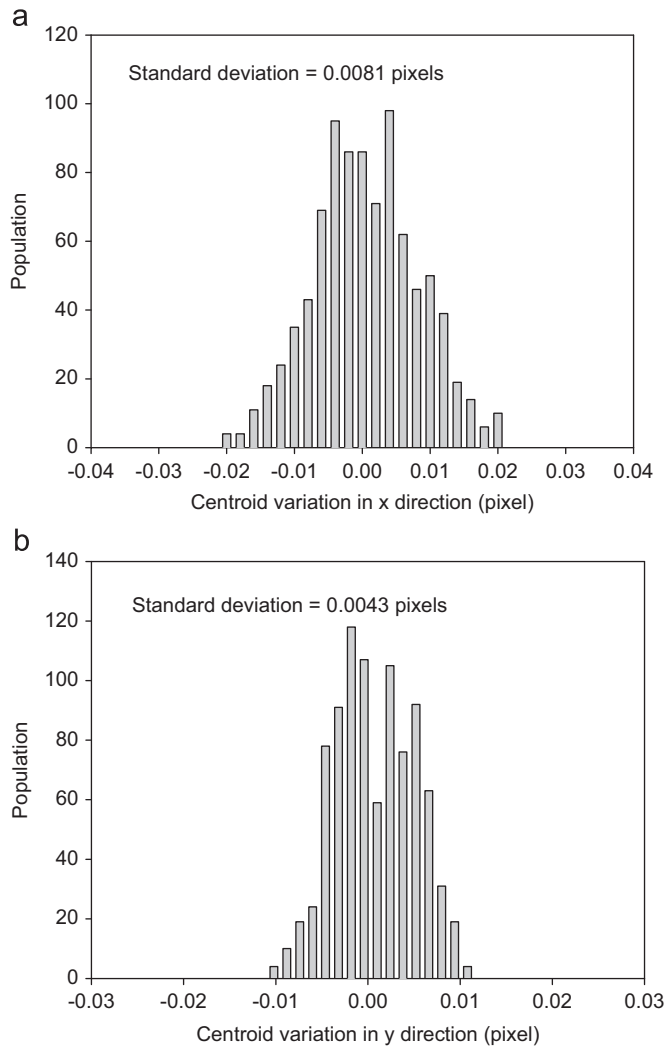 a
120
Standard deviation = 0.0081 pixels
100
80
Population
60
40
20
0
-0.04 -0.03 -0.02 -0.01 0.00 0.01 0.02 0.03 0.04
Centroid variation in x direction (pixel)
b
140
120
Standard deviation = 0.0043 pixels
100
80
Population
60
40
20
0
-0.03 -0.02 -0.01 0.00 0.01 0.02 0.03
Centroid variation in y direction (pixel)